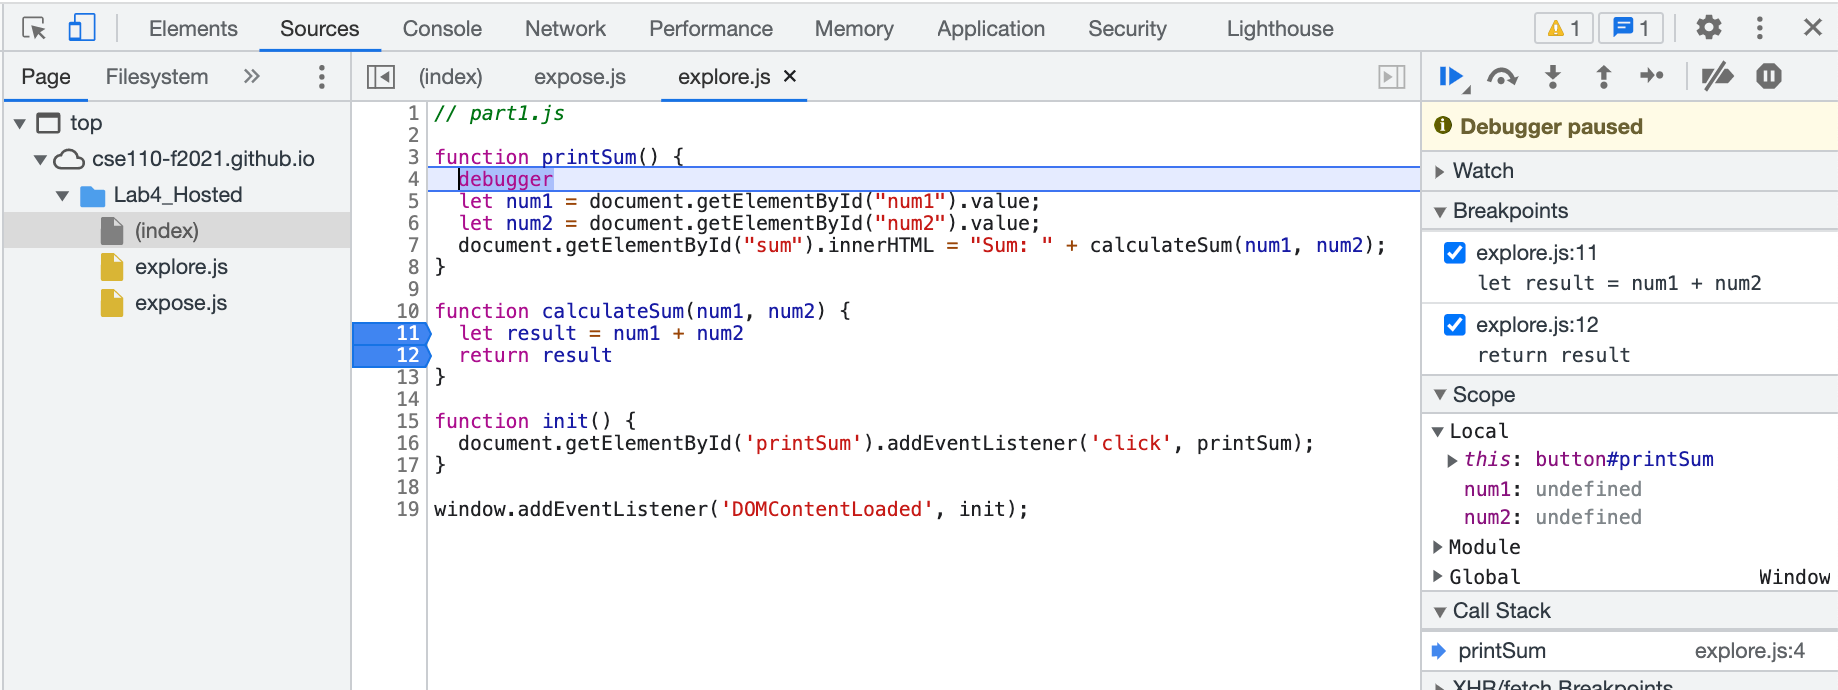 Elements Sources Console Network Performance Memory Application Security Lighthouse 1 1
Page Filesystem
(index) expose.js explore.js
top
cse110-f2021.github.io
Lab4_Hosted
(index)
explore.js
expose.js
1 // part1.js
2
3 function printSum() {
4 debugger
5 let num1 = document.getElementById("num1").value;
6 let num2 = document.getElementById("num2").value;
7 document.getElementById("sum").innerHTML = "Sum: " + calculateSum(num1, num2);
8 }
9
10 function calculateSum(num1, num2) {
11 let result = num1 + num2
12 return result
13 }
14
15 function init() {
16 document.getElementById('printSum').addEventListener('click', printSum);
17 }
18
19 window.addEventListener('DOMContentLoaded', init);
Debugger paused
Watch
Breakpoints
explore.js:11
let result = num1 + num2
explore.js:12
return result
Scope
Local
this: button#printSum
num1: undefined
num2: undefined
Module
Global Window
Call Stack
printSum explore.js:4
XHR/fetch Breakpoints